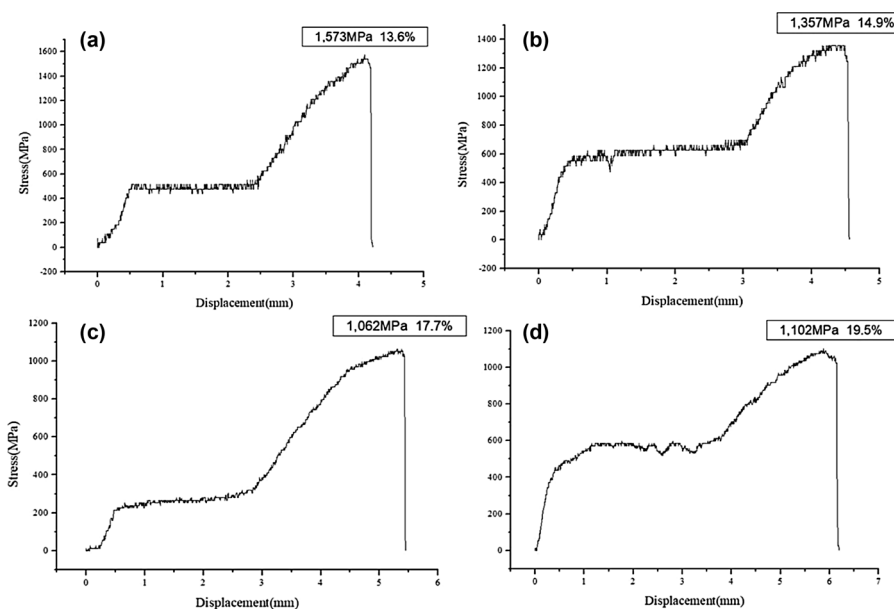 (a)
1,573MPa 13.6%
1600
1400
1200
1000
800
600
400
200
0
-200
Stress(MPa)
0 1 2 3 4 5
Displacement(mm)
(b)
1,357MPa 14.9%
1400
1200
1000
800
600
400
200
0
-200
0 1 2 3 4 5
Displacement(mm)
(c)
1,062MPa 17.7%
1200
1000
800
600
400
200
0
Stress(MPa)
0 1 2 3 4 5 6
Displacement(mm)
(d)
1,102MPa 19.5%
1200
1000
800
600
400
200
0
0 1 2 3 4 5 6 7
Displacement(mm)